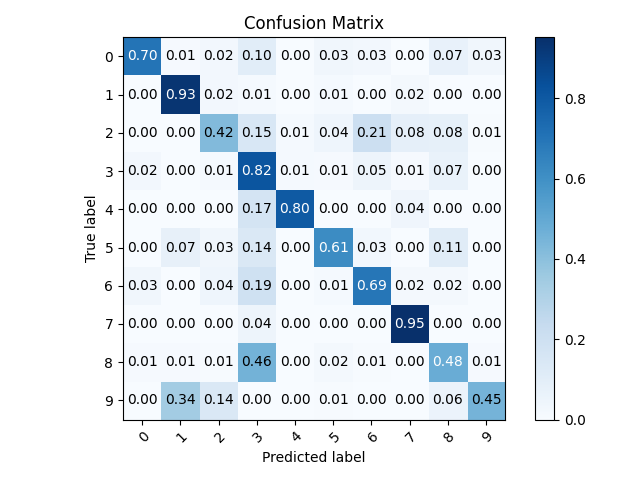 Confusion Matrix
0 0.70 0.01 0.02 0.10 0.00 0.03 0.03 0.00 0.07 0.03
1 0.00 0.93 0.02 0.01 0.00 0.01 0.00 0.02 0.00 0.00
2 0.00 0.00 0.42 0.15 0.01 0.04 0.21 0.08 0.08 0.01
3 0.02 0.00 0.01 0.82 0.01 0.01 0.05 0.01 0.07 0.00
4 0.00 0.00 0.00 0.17 0.80 0.00 0.00 0.04 0.00 0.00
5 0.00 0.07 0.03 0.14 0.00 0.61 0.03 0.00 0.11 0.00
6 0.03 0.00 0.04 0.19 0.00 0.01 0.69 0.02 0.02 0.00
7 0.00 0.00 0.00 0.04 0.00 0.00 0.00 0.95 0.00 0.00
8 0.01 0.01 0.01 0.46 0.00 0.02 0.01 0.00 0.48 0.01
9 0.00 0.34 0.14 0.00 0.00 0.01 0.00 0.00 0.06 0.45
0 1 2 3 4 5 6 7 8 9
True label
Predicted label
0.8
0.6
0.4
0.2
0.0